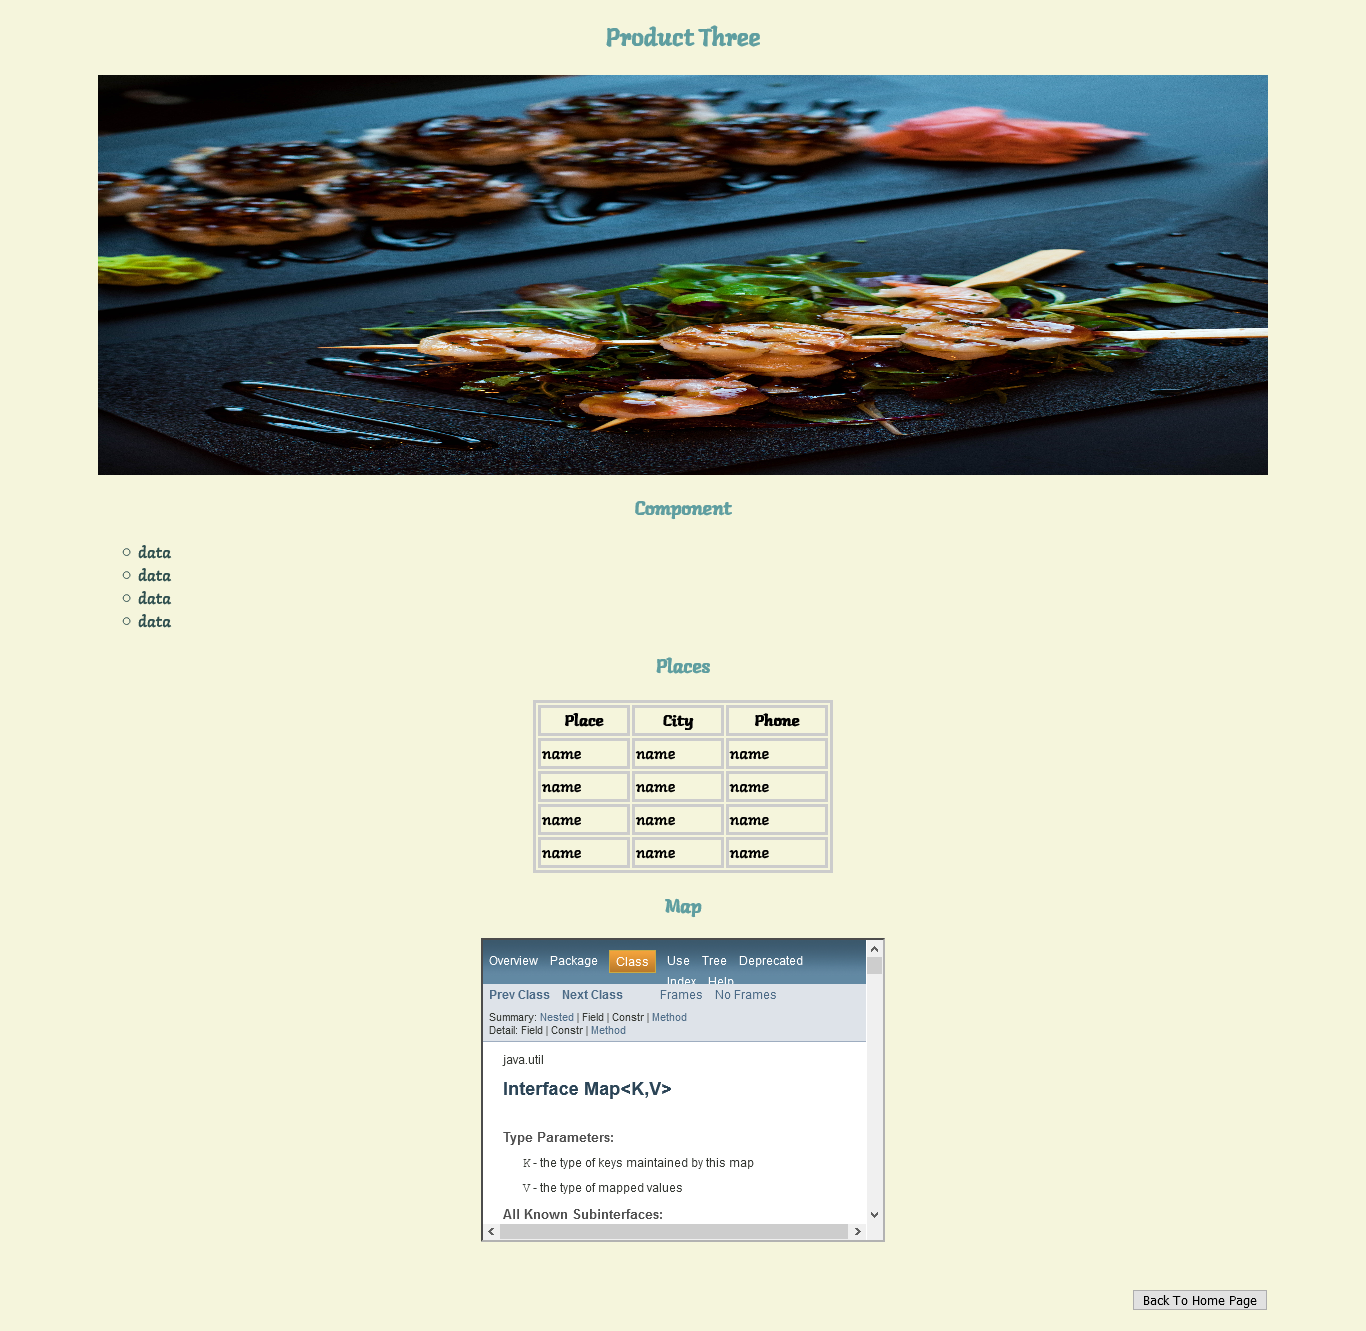 Product Three
Component
data
data
data
data
Places
Place City Phone
name name name
name name name
name name name
name name name
Map
Overview Package Class Use Tree Deprecated
Index Help
Prev Class Next Class Frames No Frames
Summary: Nested | Field | Constr | Method
Detail: Field | Constr | Method
java.util
Interface Map<K,V>
Type Parameters:
K - the type of keys maintained by this map
V - the type of mapped values
All Known Subinterfaces:
Back To Home Page